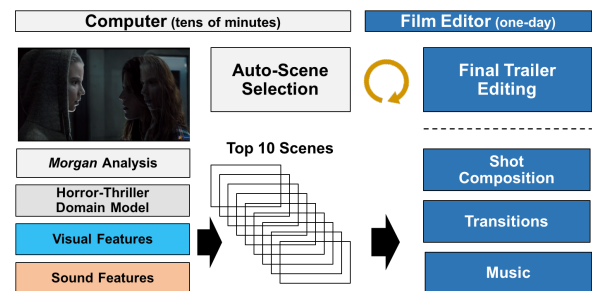 Computer (tens of minutes)
Film Editor (one-day)
Auto-Scene
Selection
Final Trailer
Editing
Morgan Analysis
Horror-Thriller
Domain Model
Visual Features
Sound Features
Top 10 Scenes
Shot
Composition
Transitions
Music